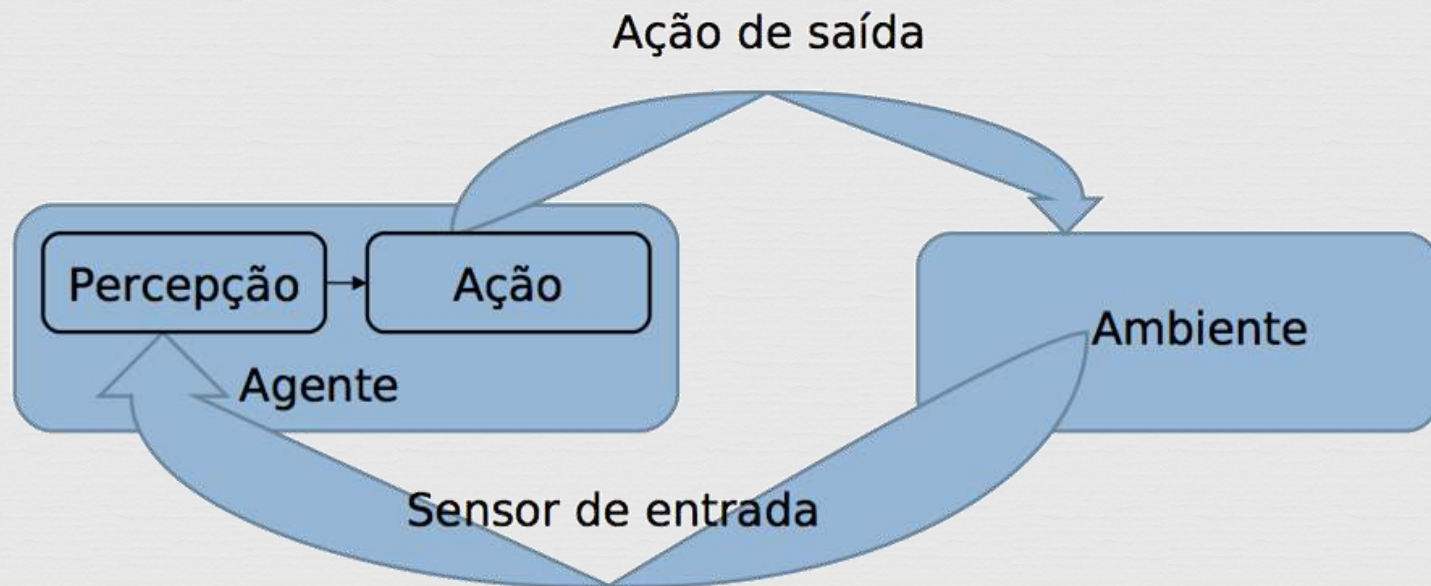 Ação de saída
Percepção
Ação
Ambiente
Agente
Sensor de entrada